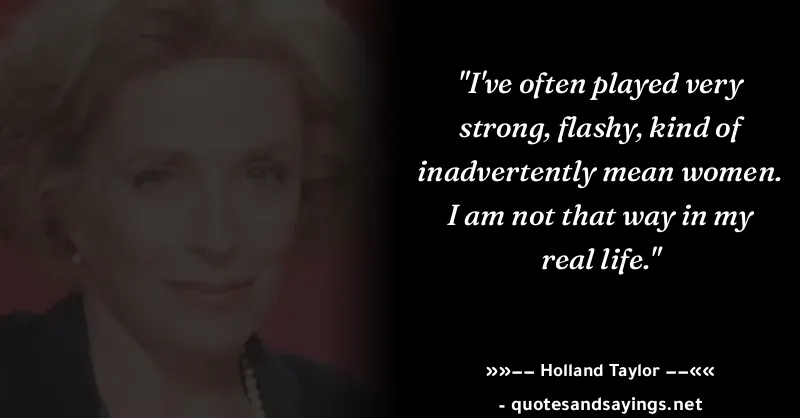 "I've often played very
strong, flashy, kind of
inadvertently mean women.
I am not that way in my
real life."
»»–– Holland Taylor ––««
- quotesandsayings.net